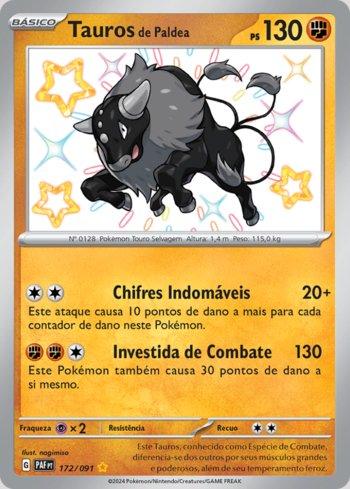 BÁSICO
Tauros de Paldea
PS 130
Nº 0128 Pokémon Touro Selvagem Altura: 1,4 m Peso: 115,0 kg
Chifres Indomáveis 20+
Este ataque causa 10 pontos de dano a mais para cada
contador de dano neste Pokémon.
Investida de Combate 130
Este Pokémon também causa 30 pontos de dano a
si mesmo.
Fraqueza ×2 Resistência Recuo
Ilust. nagimiso
G PAF PT 172/091
Este Tauros, conhecido como Espécie de Combate,
diferencia-se dos outros por seus músculos grandes
e poderosos, além de seu temperamento feroz.
©2024 Pokémon/Nintendo/Creatures/GAME FREAK